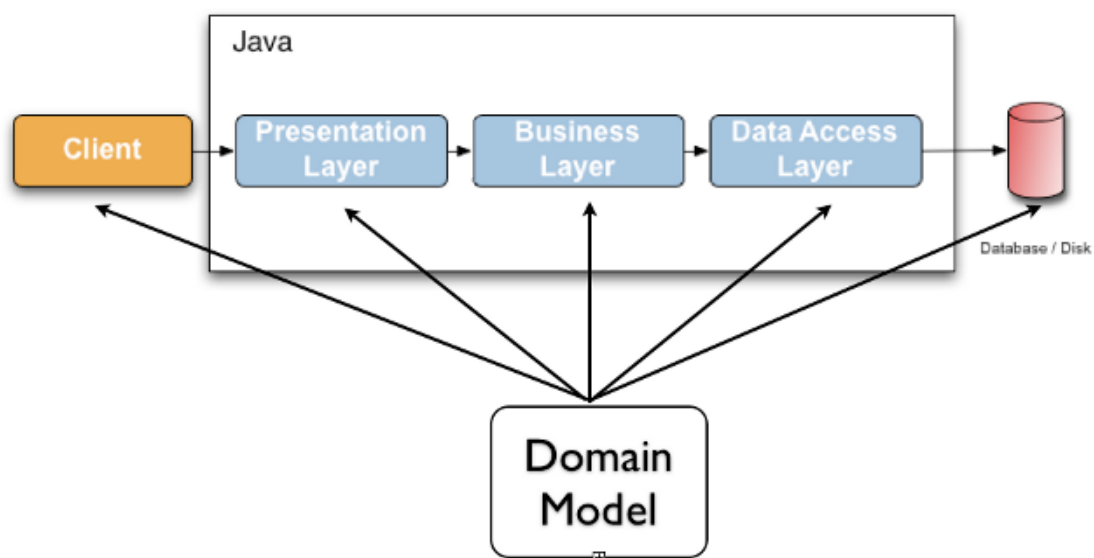 Java
Client
Presentation
Layer
Business
Layer
Data Access
Layer
Database / Disk
Domain
Model